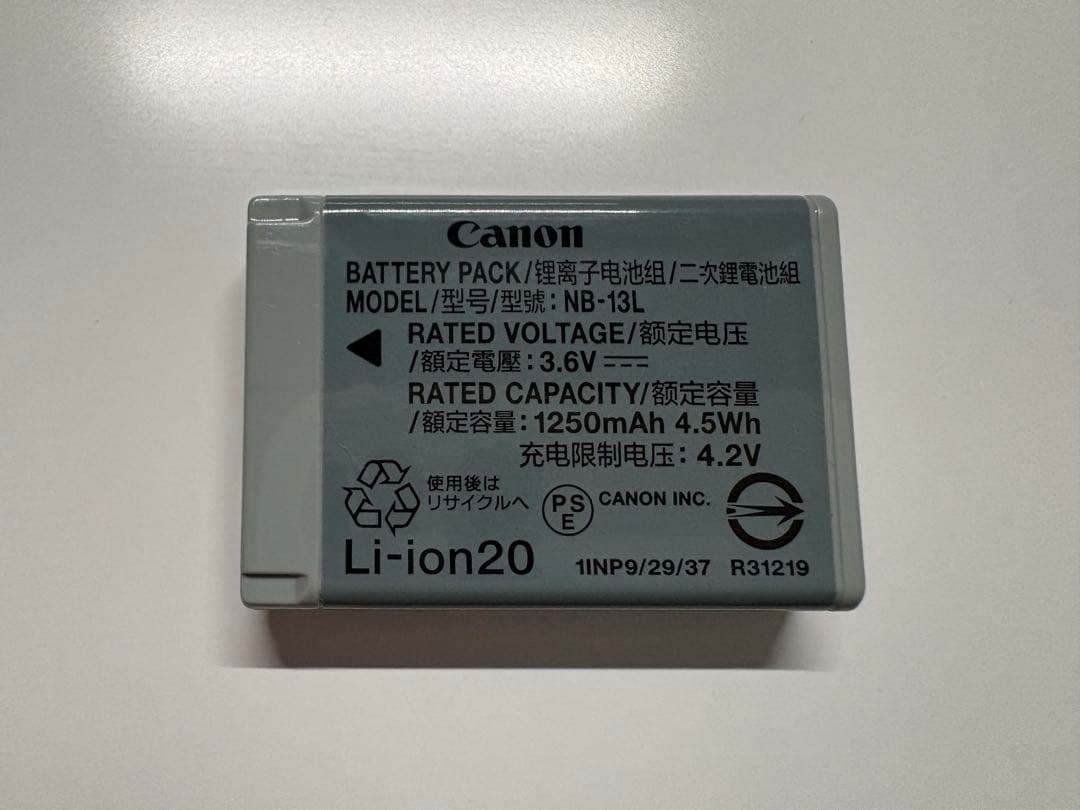 Canon
BATTERY PACK/锂离子电池组/二次鋰電池組
MODEL/型号/型號: NB-13L
RATED VOLTAGE/额定电压
/額定電壓: 3.6V
RATED CAPACITY/额定容量
/額定容量: 1250mAh 4.5Wh
充电限制电压: 4.2V
使用後は
リサイクルへ
PS
E
CANON INC.
Li-ion20
1INP9/29/37 R31219